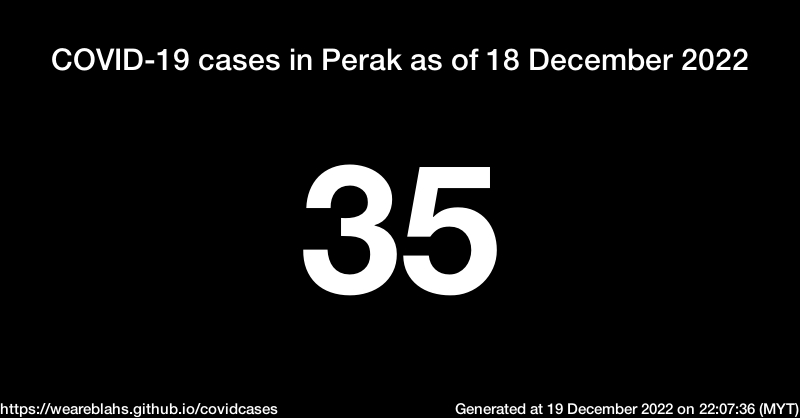 COVID-19 cases in Perak as of 18 December 2022
35
https://weareblahs.github.io/covidcases
Generated at 19 December 2022 on 22:07:36 (MYT)